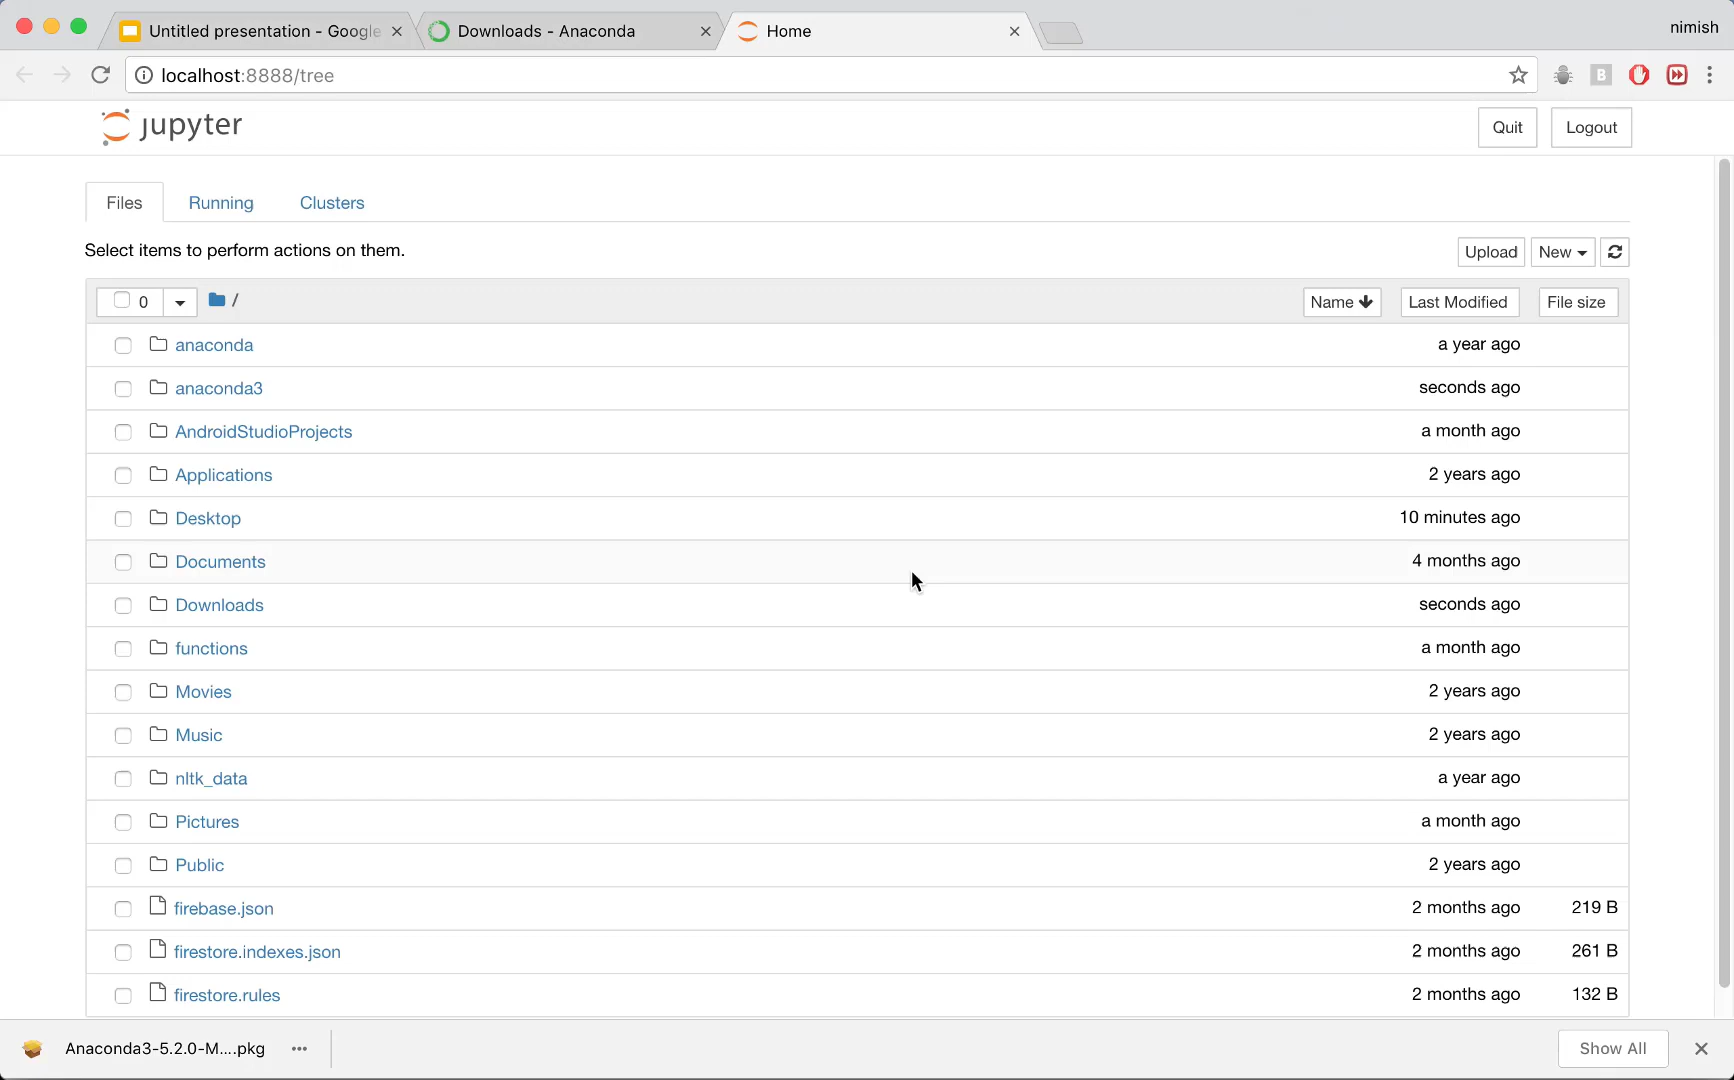 Untitled presentation - Google
Downloads - Anaconda
Home
nimish
localhost:8888/tree
B
jupyter
Quit
Logout
Files
Running
Clusters
Select items to perform actions on them.
Upload
New
0
/
Name
Last Modified
File size
anaconda a year ago
anaconda3 seconds ago
AndroidStudioProjects a month ago
Applications 2 years ago
Desktop 10 minutes ago
Documents 4 months ago
Downloads seconds ago
functions a month ago
Movies 2 years ago
Music 2 years ago
nltk_data a year ago
Pictures a month ago
Public 2 years ago
firebase.json 2 months ago 219 B
firestore.indexes.json 2 months ago 261 B
firestore.rules 2 months ago 132 B
Anaconda3-5.2.0-M....pkg
Show All